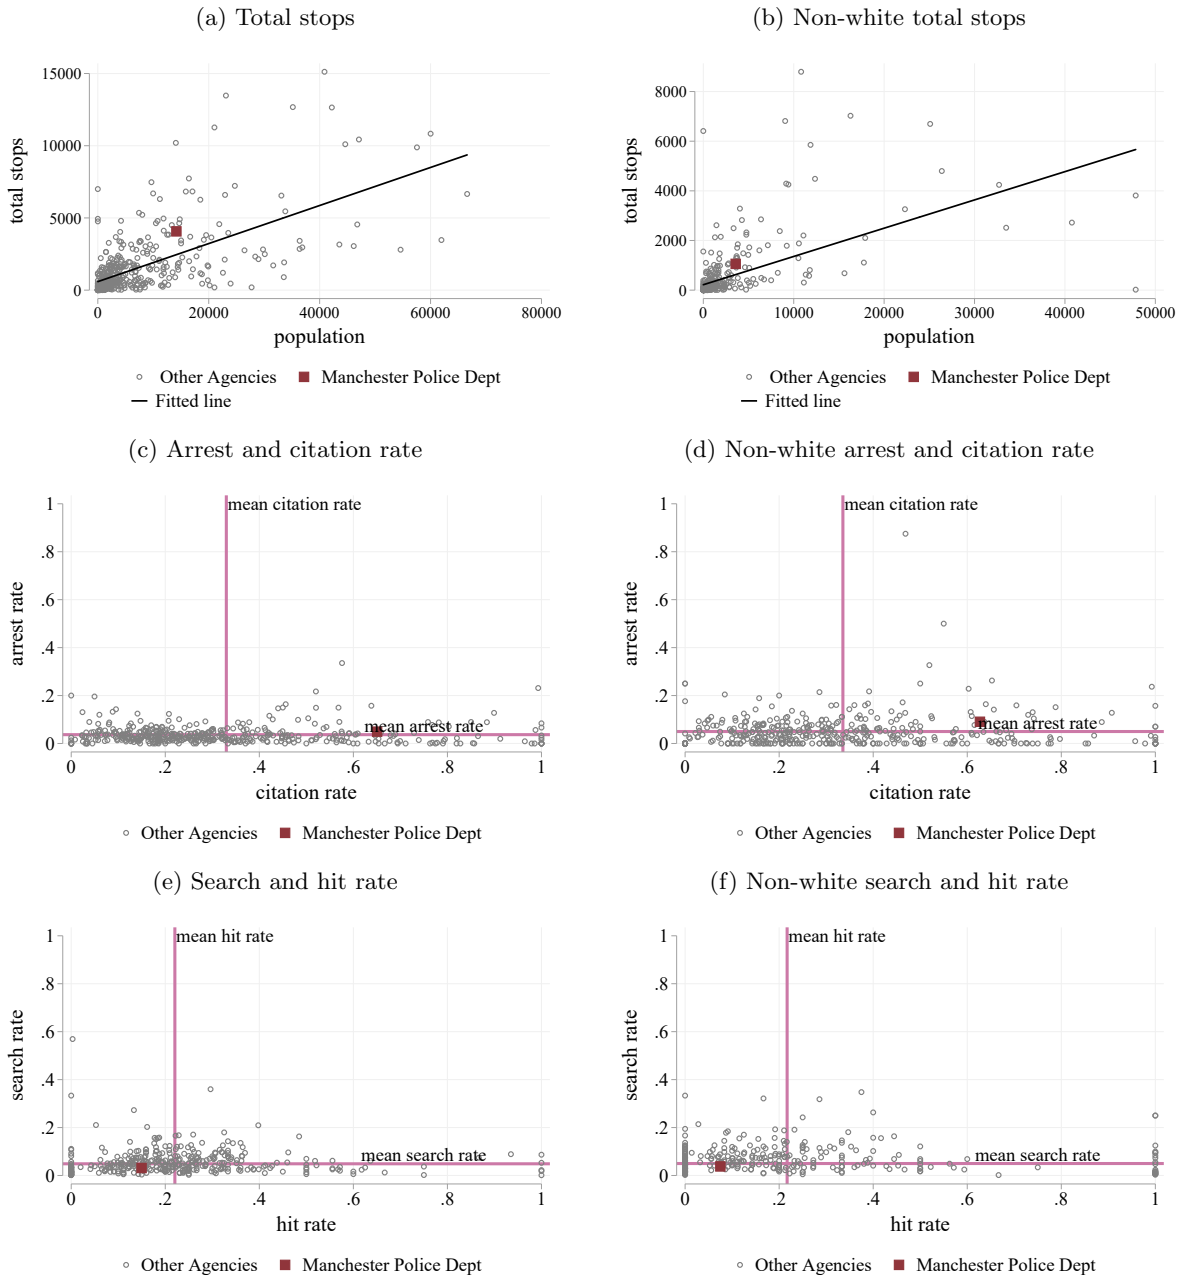 (a) Total stops
(b) Non-white total stops
total stops
15000
10000
5000
0
0 20000 40000 60000 80000
population
Other Agencies Manchester Police Dept
Fitted line
total stops
8000
6000
4000
2000
0
0 10000 20000 30000 40000 50000
population
Other Agencies Manchester Police Dept
Fitted line
(c) Arrest and citation rate
(d) Non-white arrest and citation rate
arrest rate
1
.8
.6
.4
.2
0
mean citation rate
mean arrest rate
0 .2 .4 .6 .8 1
citation rate
Other Agencies Manchester Police Dept
arrest rate
1
.8
.6
.4
.2
0
mean citation rate
mean arrest rate
0 .2 .4 .6 .8 1
citation rate
Other Agencies Manchester Police Dept
(e) Search and hit rate
(f) Non-white search and hit rate
search rate
1
.8
.6
.4
.2
0
mean hit rate
mean search rate
0 .2 .4 .6 .8 1
hit rate
Other Agencies Manchester Police Dept
search rate
1
.8
.6
.4
.2
0
mean hit rate
mean search rate
0 .2 .4 .6 .8 1
hit rate
Other Agencies Manchester Police Dept